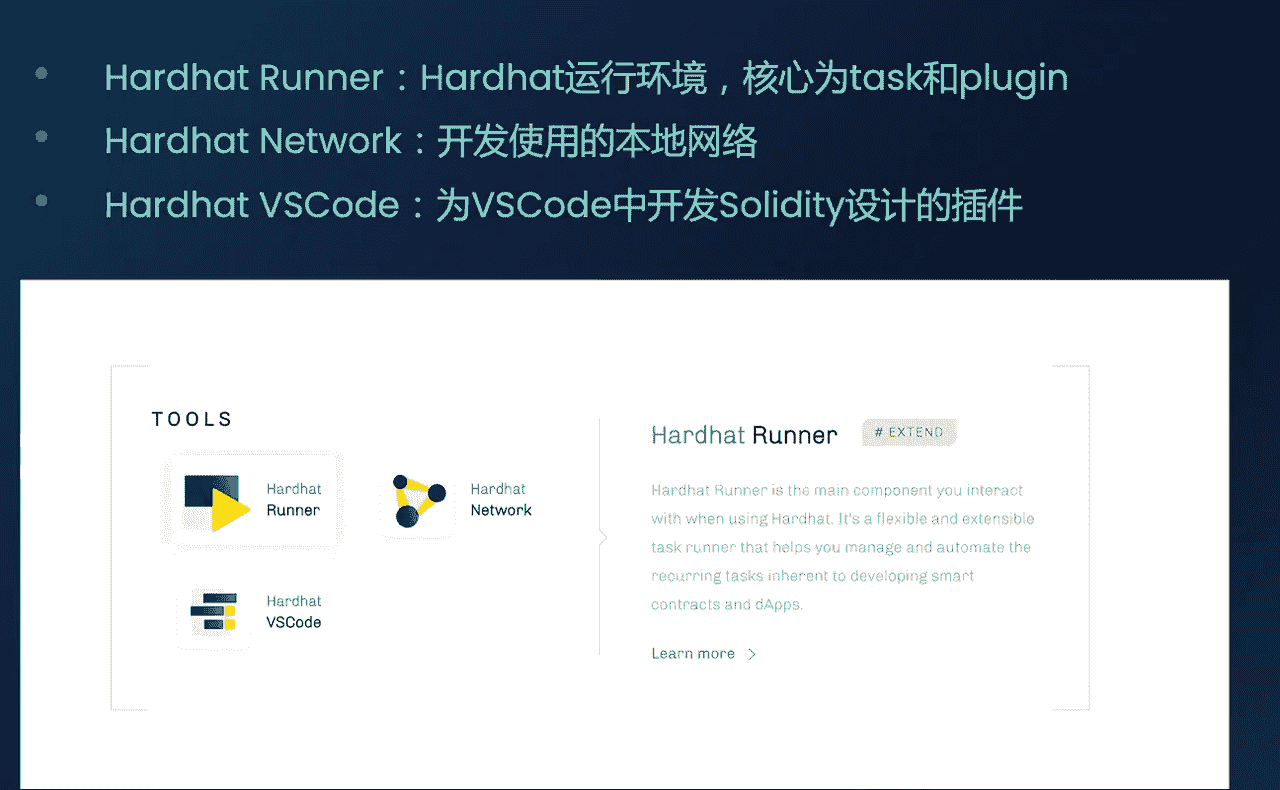 Hardhat Runner：Hardhat运行环境，核心为task和plugin
Hardhat Network：开发使用的本地网络
Hardhat VSCode：为VSCode中开发Solidity设计的插件
TOOLS
Hardhat
Runner
Hardhat
Network
Hardhat
VSCode
Hardhat Runner
# EXTEND
Hardhat Runner is the main component you interact
with when using Hardhat. It's a flexible and extensible
task runner that helps you manage and automate the
recurring tasks inherent to developing smart
contracts and dApps.
Learn more